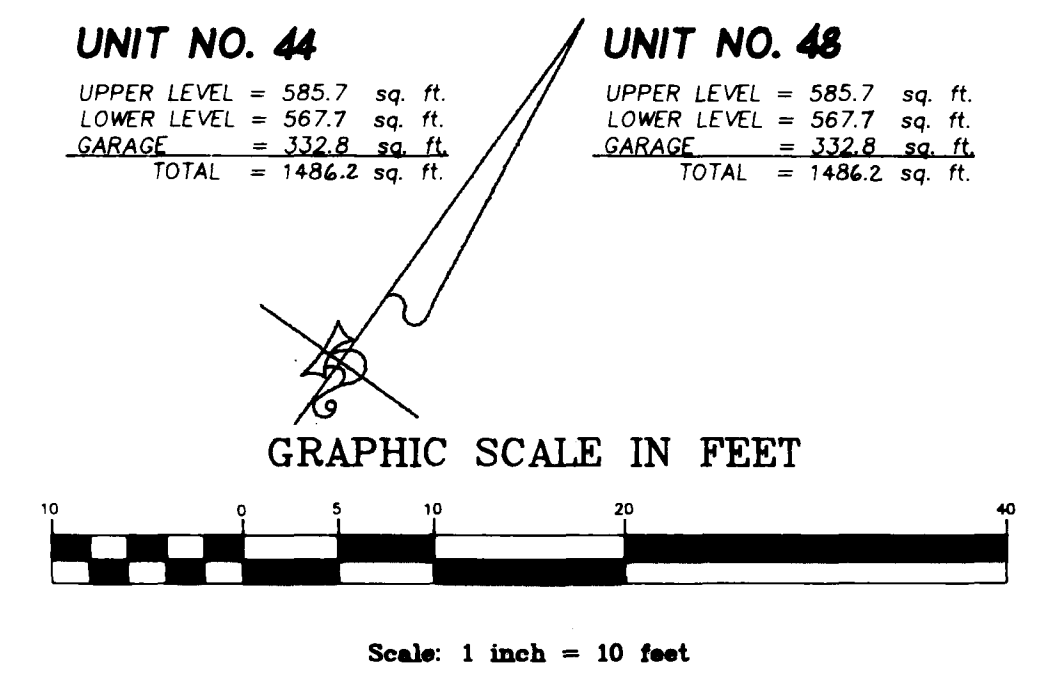 UNIT NO. 44
UPPER LEVEL = 585.7 sq. ft.
LOWER LEVEL = 567.7 sq. ft.
GARAGE = 332.8 sq. ft.
TOTAL = 1486.2 sq. ft.
UNIT NO. 48
UPPER LEVEL = 585.7 sq. ft.
LOWER LEVEL = 567.7 sq. ft.
GARAGE = 332.8 sq. ft.
TOTAL = 1486.2 sq. ft.
GRAPHIC SCALE IN FEET
10 0 5 10 20 40
Scale: 1 inch = 10 feet